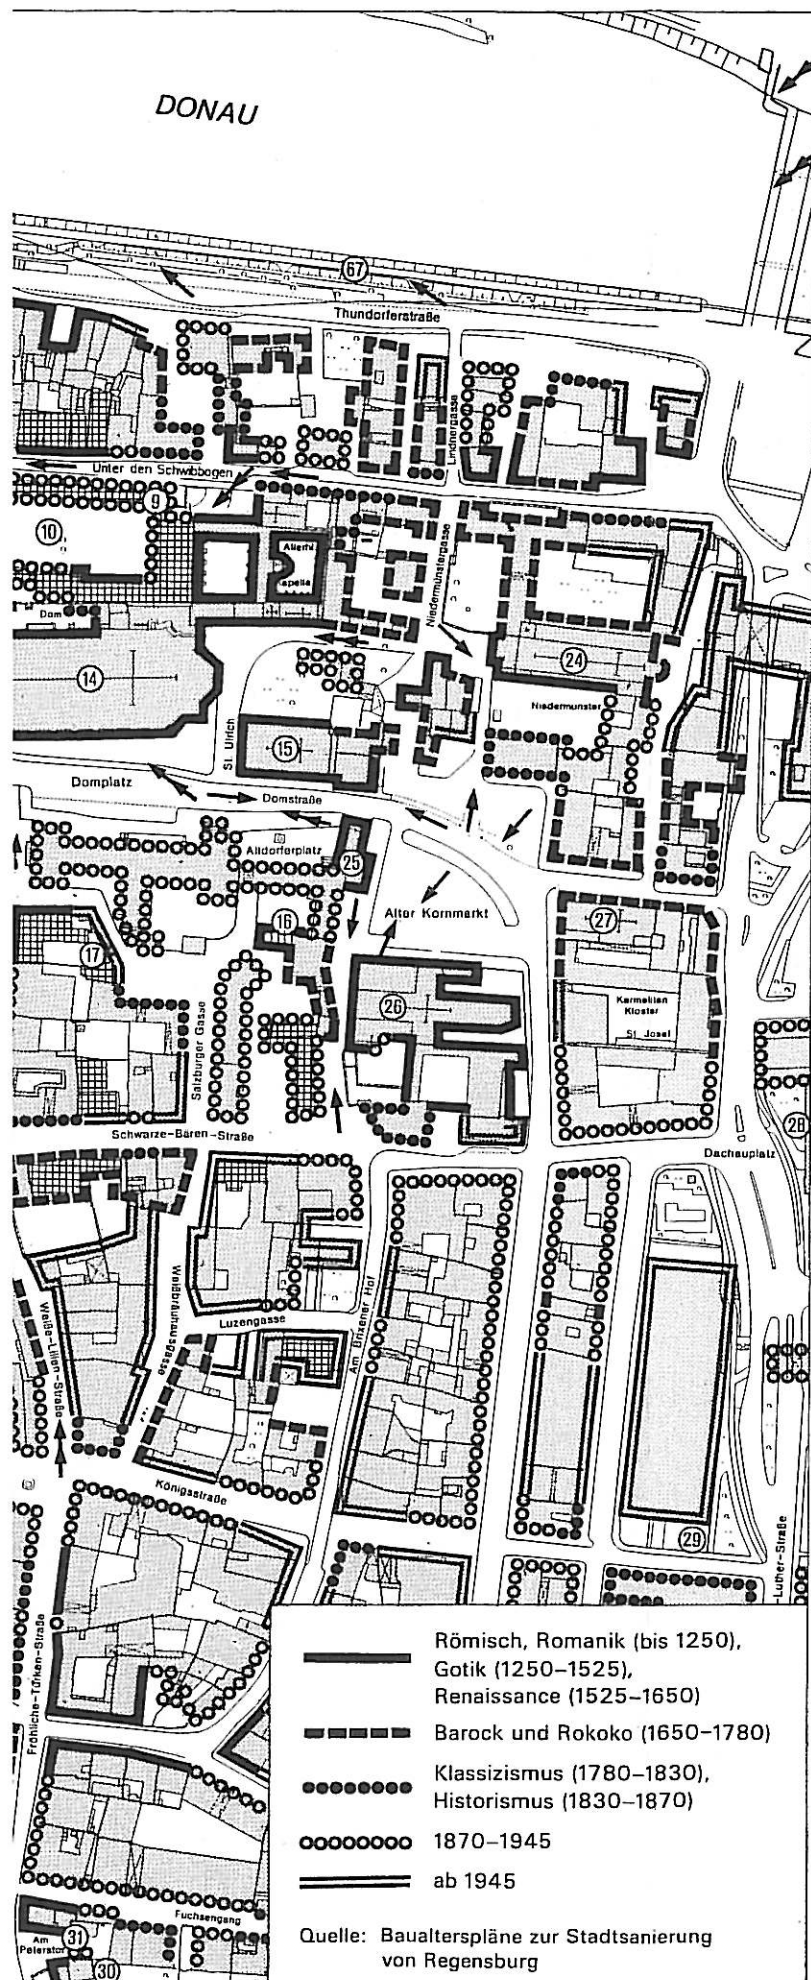 DONAU
67
Thundorferstraße
Lindnergasse
Unter den Schwibbogen
9
10
Allerhl.
kapelle
Niedermünstergasse
Dom
14
24
Niedermünster
St. Ulrich
15
Domplatz
Domstraße
Alldorferplatz
25
16
Alter Kornmarkt
27
17
26
Karmeliten
Kloster
St. Josef
Salzburger Gasse
Schwarze-Bären-Straße
28
Dachauplatz
Weiße-Lilien-Straße
Weißbräuhausgasse
Luzengasse
Am Brixener Hof
Königsstraße
29
-Luther-Straße
Fröhliche-Türken-Straße
Fuchsengang
Am
Peterstor
31
30
Römisch, Romanik (bis 1250),
Gotik (1250–1525),
Renaissance (1525–1650)
Barock und Rokoko (1650–1780)
Klassizismus (1780–1830),
Historismus (1830–1870)
1870–1945
ab 1945
Quelle: Baualterspläne zur Stadtsanierung
von Regensburg